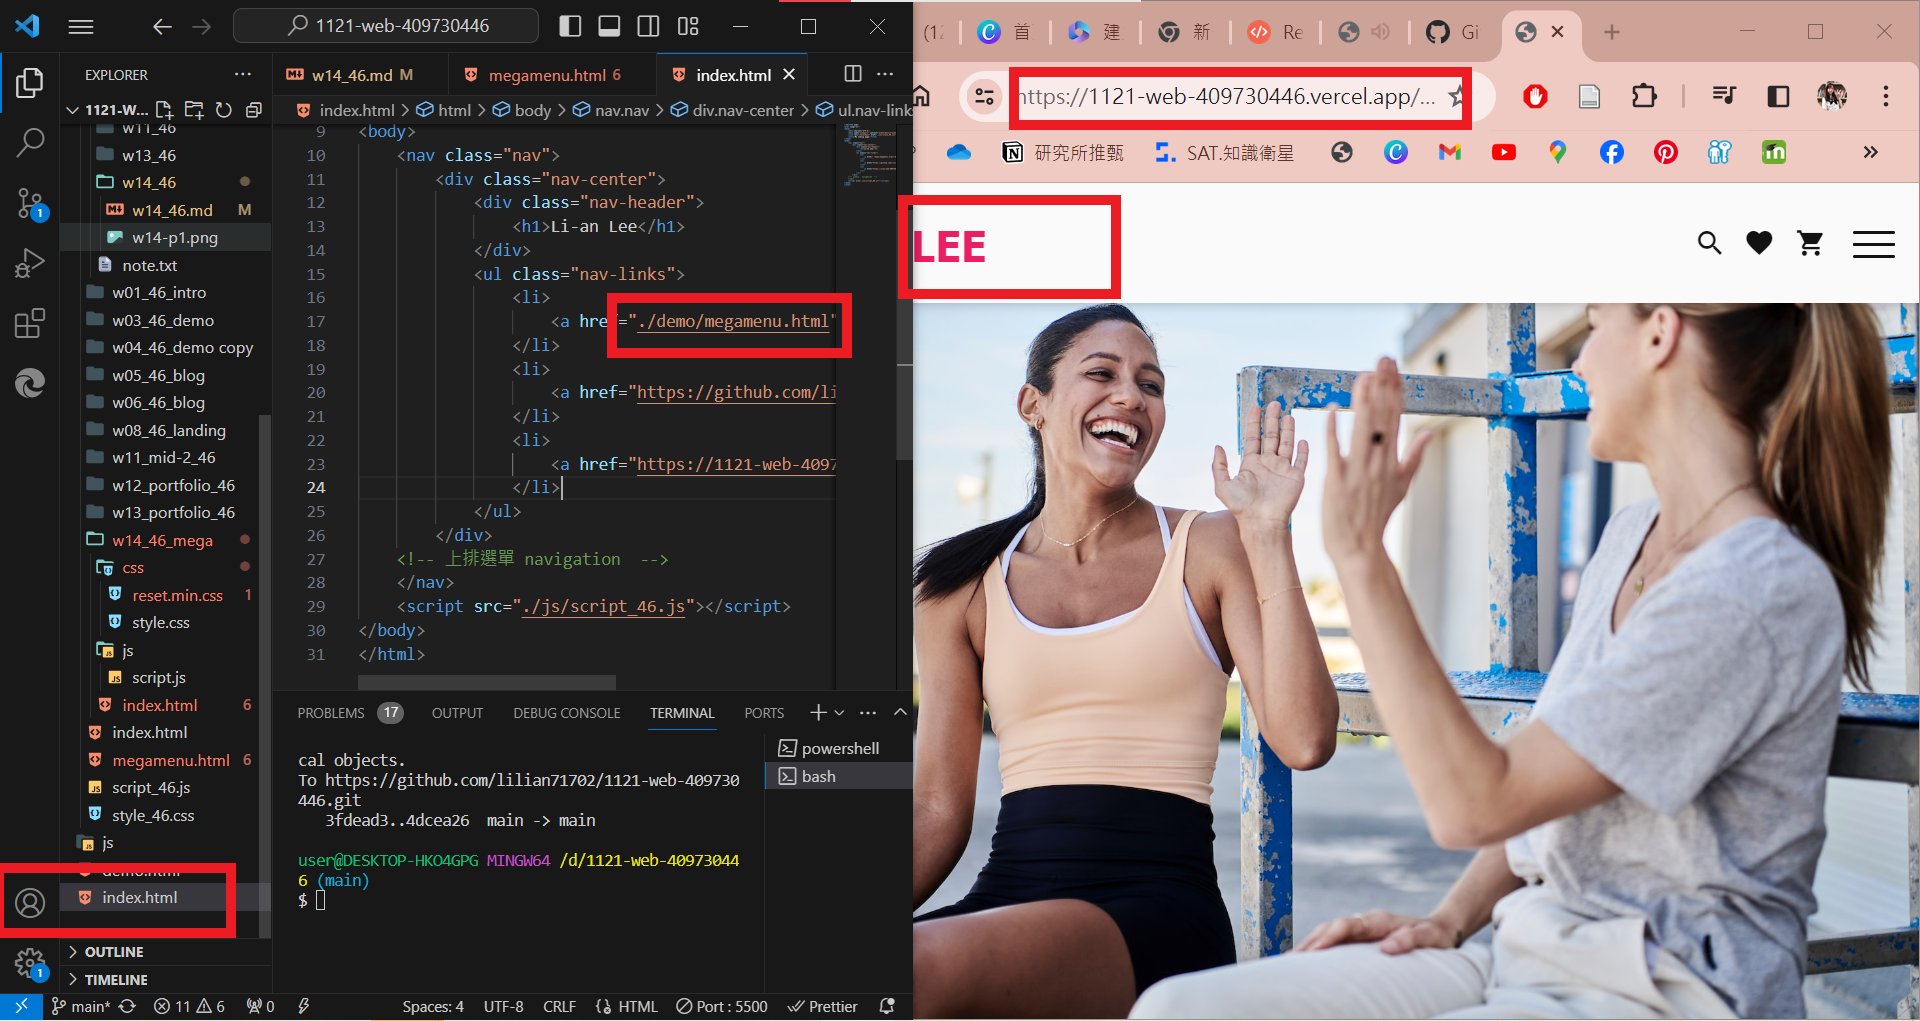 1121-web-409730446
EXPLORER
1121-W...
w11_46
w13_46
w14_46
w14_46.md M
w14-p1.png
note.txt
w01_46_intro
w03_46_demo
w04_46_demo copy
w05_46_blog
w06_46_blog
w08_46_landing
w11_mid-2_46
w12_portfolio_46
w13_portfolio_46
w14_46_mega
css
reset.min.css 1
style.css
js
script.js
index.html 6
index.html
megamenu.html 6
script_46.js
style_46.css
js
demo.html
index.html
OUTLINE
TIMELINE
w14_46.md M
megamenu.html 6
index.html
index.html > html > body > nav.nav > div.nav-center > ul.nav-link
9 <body>
10 <nav class="nav">
11 <div class="nav-center">
12 <div class="nav-header">
13 <h1>Li-an Lee</h1>
14 </div>
15 <ul class="nav-links">
16 <li>
17 <a href="./demo/megamenu.html"
18 </li>
19 <li>
20 <a href="https://github.com/li
21 </li>
22 <li>
23 <a href="https://1121-web-4097
24 </li>
25 </ul>
26 </div>
27 <!-- 上排選單 navigation -->
28 </nav>
29 <script src="./js/script_46.js"></script>
30 </body>
31 </html>
PROBLEMS 17 OUTPUT DEBUG CONSOLE TERMINAL PORTS
powershell
bash
cal objects.
To https://github.com/lilian71702/1121-web-409730
446.git
3fdead3..4dcea26 main -> main
user@DESKTOP-HKO4GPG MINGW64 /d/1121-web-40973044
6 (main)
$
1
1
main* 11 6 0 Spaces: 4 UTF-8 CRLF HTML Port : 5500 Prettier
首 建 新 Re Gi
https://1121-web-409730446.vercel.app/...
研究所推甄 SAT.知識衛星
LEE